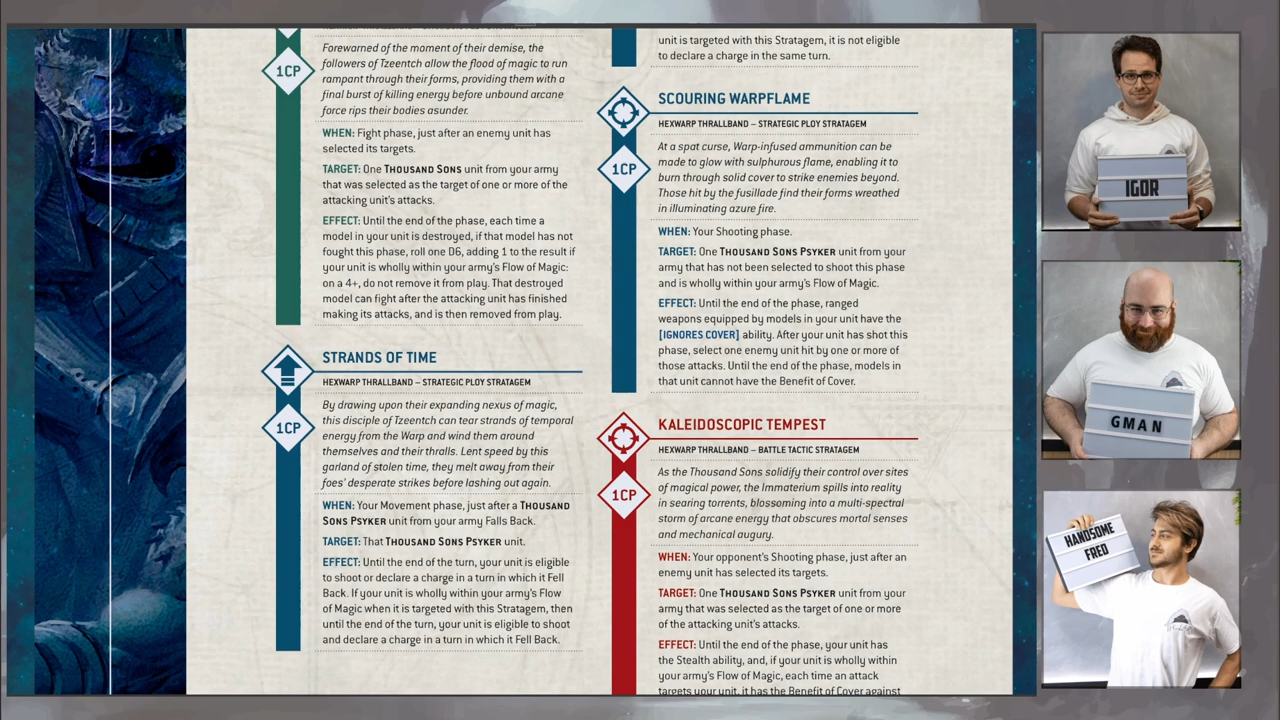 Forewarned of the moment of their demise, the
followers of Tzeentch allow the flood of magic to run
rampant through their forms, providing them with a
final burst of killing energy before unbound arcane
force rips their bodies asunder.
1CP
WHEN: Fight phase, just after an enemy unit has
selected its targets.
TARGET: One THOUSAND SONS unit from your army
that was selected as the target of one or more of the
attacking unit's attacks.
EFFECT: Until the end of the phase, each time a
model in your unit is destroyed, if that model has not
fought this phase, roll one D6, adding 1 to the result if
your unit is wholly within your army's Flow of Magic:
on a 4+, do not remove it from play. That destroyed
model can fight after the attacking unit has finished
making its attacks, and is then removed from play.
STRANDS OF TIME
HEXWARP THRALLBAND – STRATEGIC PLOY STRATAGEM
1CP
By drawing upon their expanding nexus of magic,
this disciple of Tzeentch can tear strands of temporal
energy from the Warp and wind them around
themselves and their thralls. Lent speed by this
garland of stolen time, they melt away from their
foes' desperate strikes before lashing out again.
WHEN: Your Movement phase, just after a THOUSAND
SONS PSYKER unit from your army Falls Back.
TARGET: That THOUSAND SONS PSYKER unit.
EFFECT: Until the end of the turn, your unit is eligible
to shoot or declare a charge in a turn in which it Fell
Back. If your unit is wholly within your army's Flow
of Magic when it is targeted with this Stratagem, then
until the end of the turn, your unit is eligible to shoot
and declare a charge in a turn in which it Fell Back.
unit is targeted with this Stratagem, it is not eligible
to declare a charge in the same turn.
SCOURING WARPFLAME
HEXWARP THRALLBAND – STRATEGIC PLOY STRATAGEM
1CP
At a spat curse, Warp-infused ammunition can be
made to glow with sulphurous flame, enabling it to
burn through solid cover to strike enemies beyond.
Those hit by the fusillade find their forms wreathed
in illuminating azure fire.
WHEN: Your Shooting phase.
TARGET: One THOUSAND SONS PSYKER unit from your
army that has not been selected to shoot this phase
and is wholly within your army's Flow of Magic.
EFFECT: Until the end of the phase, ranged
weapons equipped by models in your unit have the
[IGNORES COVER] ability. After your unit has shot this
phase, select one enemy unit hit by one or more of
those attacks. Until the end of the phase, models in
that unit cannot have the Benefit of Cover.
KALEIDOSCOPIC TEMPEST
HEXWARP THRALLBAND – BATTLE TACTIC STRATAGEM
1CP
As the Thousand Sons solidify their control over sites
of magical power, the Immaterium spills into reality
in searing torrents, blossoming into a multi-spectral
storm of arcane energy that obscures mortal senses
and mechanical augury.
WHEN: Your opponent's Shooting phase, just after an
enemy unit has selected its targets.
TARGET: One THOUSAND SONS PSYKER unit from your
army that was selected as the target of one or more
of the attacking unit's attacks.
EFFECT: Until the end of the phase, your unit has
the Stealth ability, and, if your unit is wholly within
your army's Flow of Magic, each time an attack
targets your unit, it has the Benefit of Cover against
IGOR
GMAN
HANDSOME
FRED